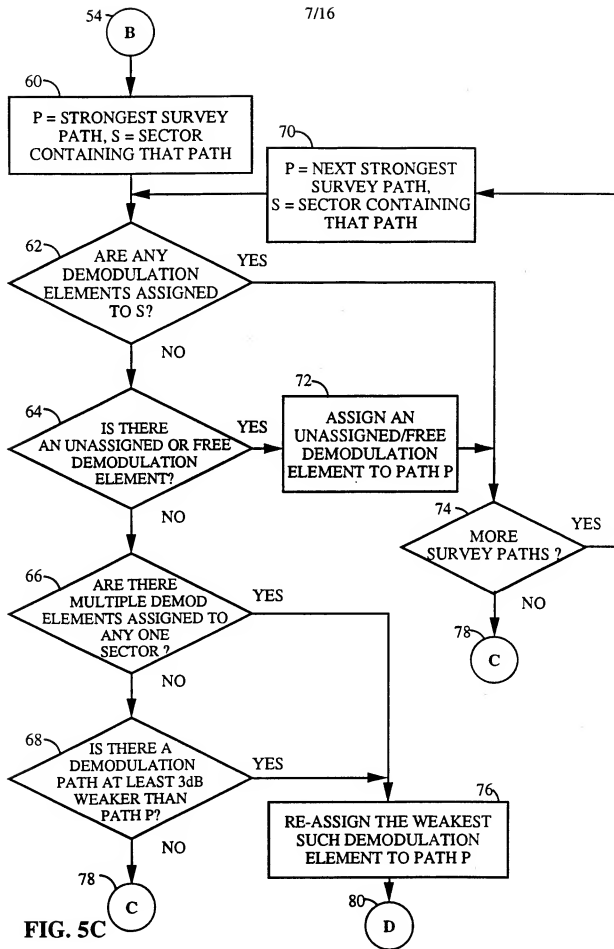 7/16
54
B
60
P = STRONGEST SURVEY
PATH, S = SECTOR
CONTAINING THAT PATH
70
P = NEXT STRONGEST
SURVEY PATH,
S = SECTOR CONTAINING
THAT PATH
62
ARE ANY
DEMODULATION
ELEMENTS ASSIGNED
TO S?
YES
NO
64
IS THERE
AN UNASSIGNED OR FREE
DEMODULATION
ELEMENT?
YES
72
ASSIGN AN
UNASSIGNED/FREE
DEMODULATION
ELEMENT TO PATH P
NO
74
MORE
SURVEY PATHS ?
YES
NO
78
C
66
ARE THERE
MULTIPLE DEMOD
ELEMENTS ASSIGNED TO
ANY ONE
SECTOR ?
YES
NO
68
IS THERE A
DEMODULATION
PATH AT LEAST 3dB
WEAKER THAN
PATH P?
YES
NO
76
RE-ASSIGN THE WEAKEST
SUCH DEMODULATION
ELEMENT TO PATH P
78
C
80
D
FIG. 5C